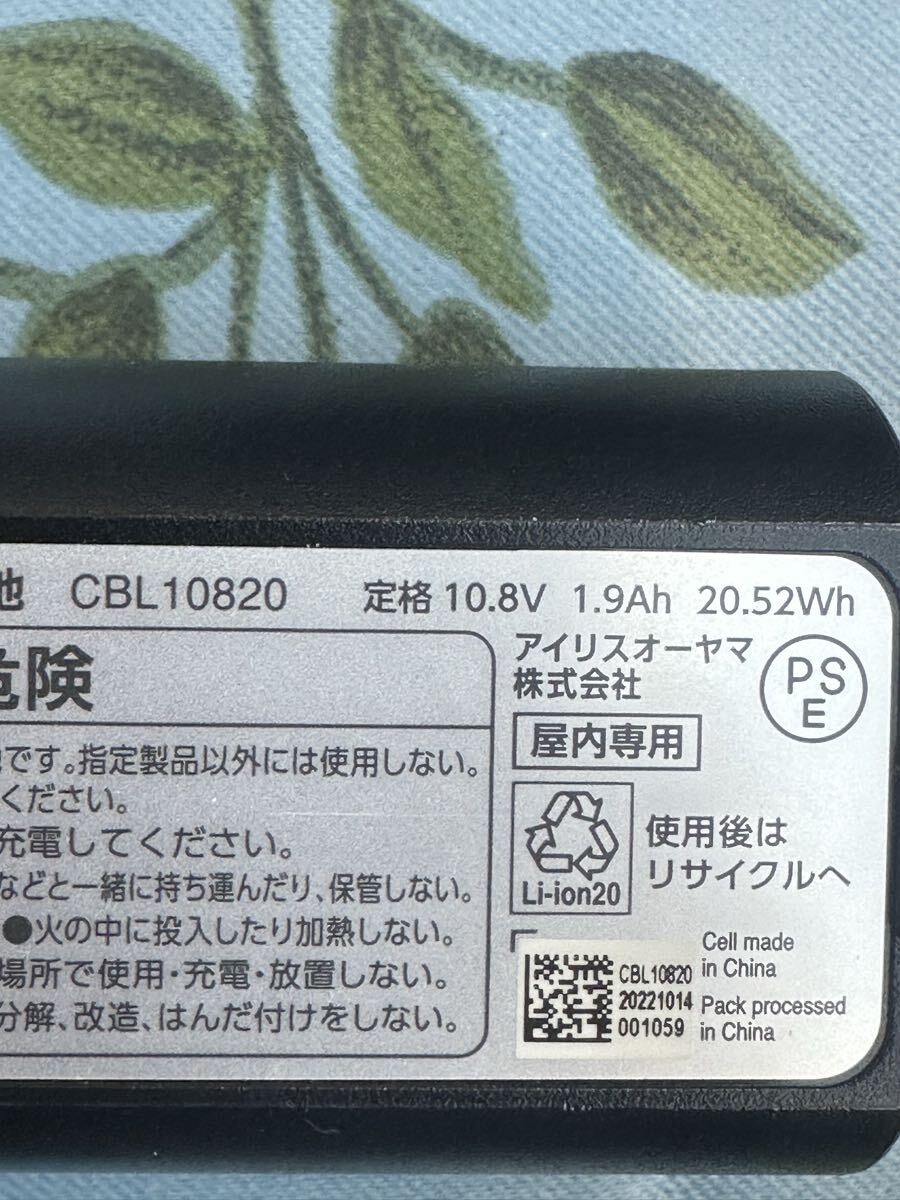 池 CBL10820 定格 10.8V 1.9Ah 20.52Wh
危険
です。指定製品以外には使用しない。
ください。
充電してください。
などと一緒に持ち運んだり、保管しない。
●火の中に投入したり加熱しない。
場所で使用・充電・放置しない。
分解、改造、はんだ付けをしない。
アイリスオーヤマ
株式会社
PS
E
屋内専用
Li-ion20
使用後は
リサイクルへ
CBL10820
20221014
001059
Cell made
in China
Pack processed
in China